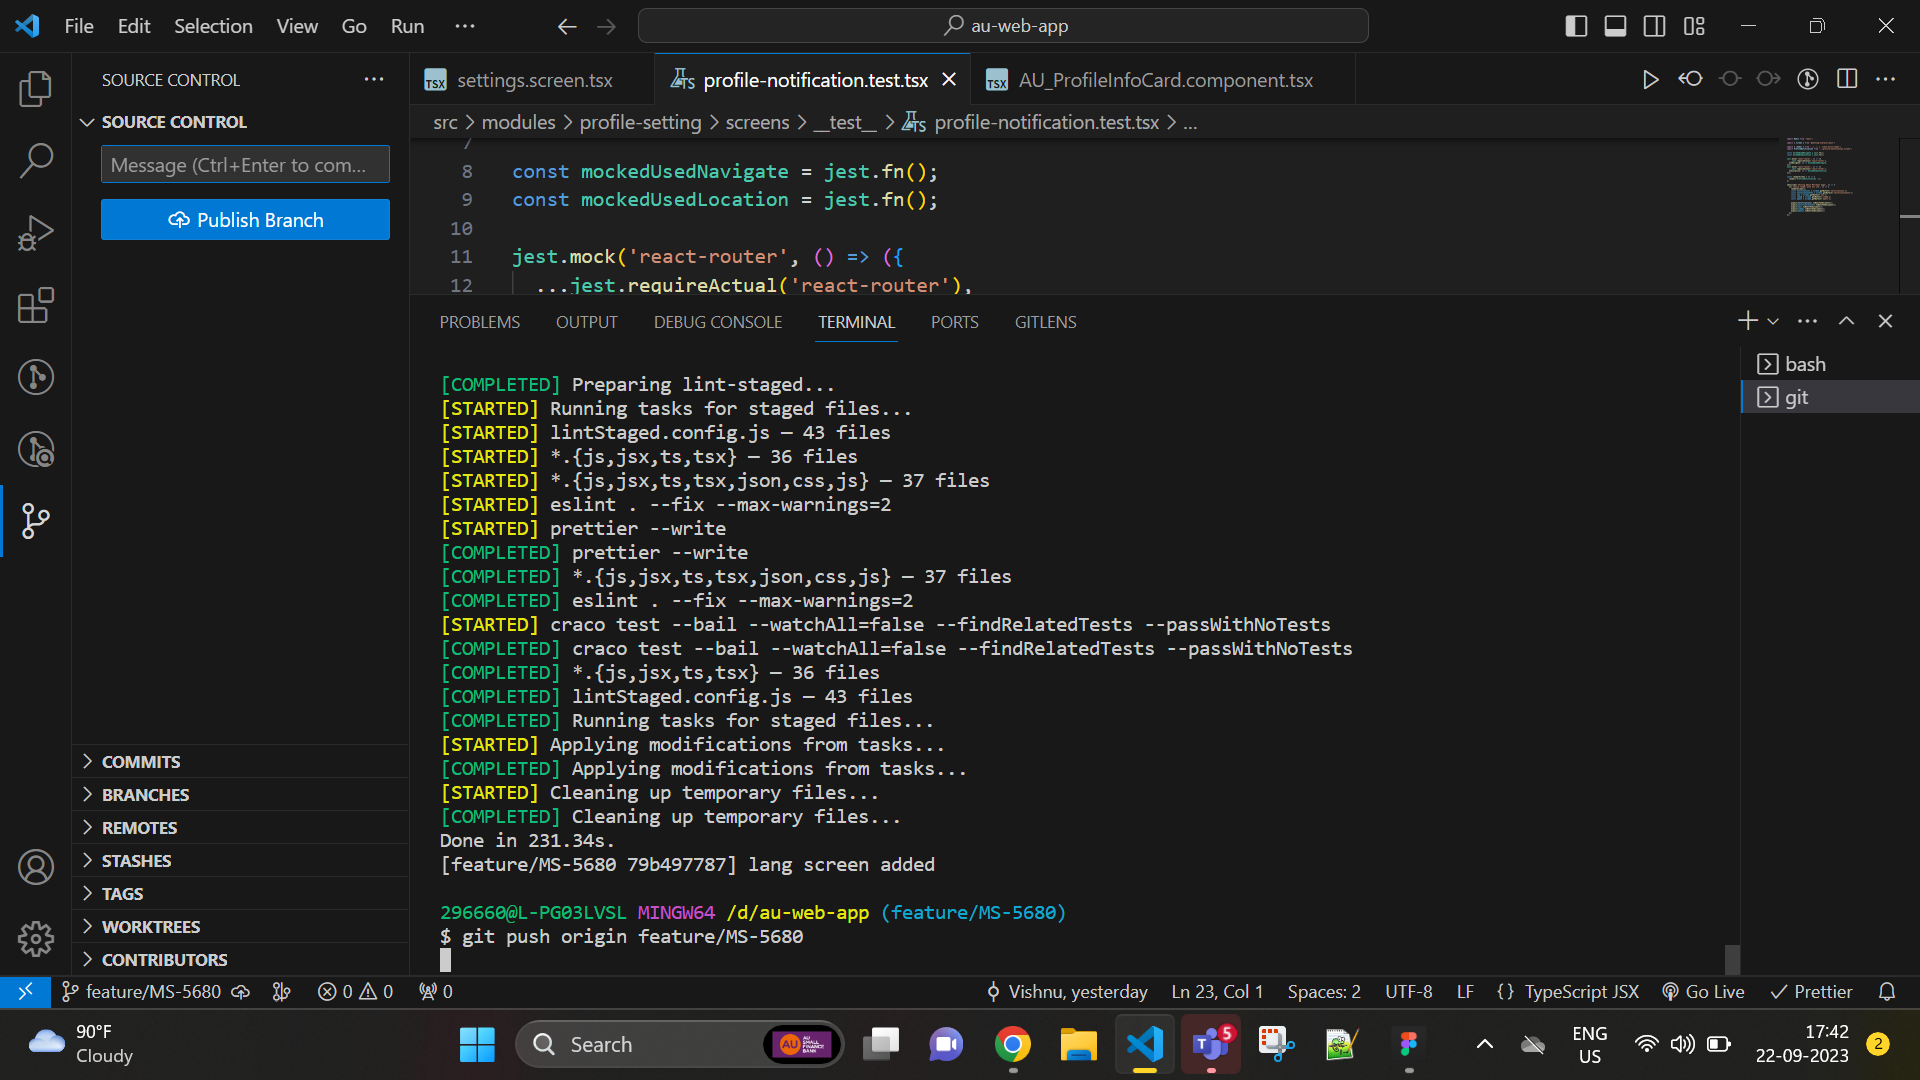 File Edit Selection View Go Run ...
au-web-app
SOURCE CONTROL
SOURCE CONTROL
Message (Ctrl+Enter to com...
Publish Branch
COMMITS
BRANCHES
REMOTES
STASHES
TAGS
WORKTREES
CONTRIBUTORS
TSX settings.screen.tsx
TS profile-notification.test.tsx
TSX AU_ProfileInfoCard.component.tsx
src > modules > profile-setting > screens > __test__ > TS profile-notification.test.tsx > ...
7
8 const mockedUsedNavigate = jest.fn();
9 const mockedUsedLocation = jest.fn();
10
11 jest.mock('react-router', () => ({
12 ...jest.requireActual('react-router'),
PROBLEMS OUTPUT DEBUG CONSOLE TERMINAL PORTS GITLENS
bash
git
[COMPLETED] Preparing lint-staged...
[STARTED] Running tasks for staged files...
[STARTED] lintStaged.config.js — 43 files
[STARTED] *.{js,jsx,ts,tsx} — 36 files
[STARTED] *.{js,jsx,ts,tsx,json,css,js} — 37 files
[STARTED] eslint . --fix --max-warnings=2
[STARTED] prettier --write
[COMPLETED] prettier --write
[COMPLETED] *.{js,jsx,ts,tsx,json,css,js} — 37 files
[COMPLETED] eslint . --fix --max-warnings=2
[STARTED] craco test --bail --watchAll=false --findRelatedTests --passWithNoTests
[COMPLETED] craco test --bail --watchAll=false --findRelatedTests --passWithNoTests
[COMPLETED] *.{js,jsx,ts,tsx} — 36 files
[COMPLETED] lintStaged.config.js — 43 files
[COMPLETED] Running tasks for staged files...
[STARTED] Applying modifications from tasks...
[COMPLETED] Applying modifications from tasks...
[STARTED] Cleaning up temporary files...
[COMPLETED] Cleaning up temporary files...
Done in 231.34s.
[feature/MS-5680 79b497787] lang screen added
296660@L-PG03LVSL MINGW64 /d/au-web-app (feature/MS-5680)
$ git push origin feature/MS-5680
feature/MS-5680 0 0 0 Vishnu, yesterday Ln 23, Col 1 Spaces: 2 UTF-8 LF {} TypeScript JSX Go Live Prettier
90°F
Cloudy
Search
AU SMALL FINANCE BANK
5
ENG
US
17:42
22-09-2023
2